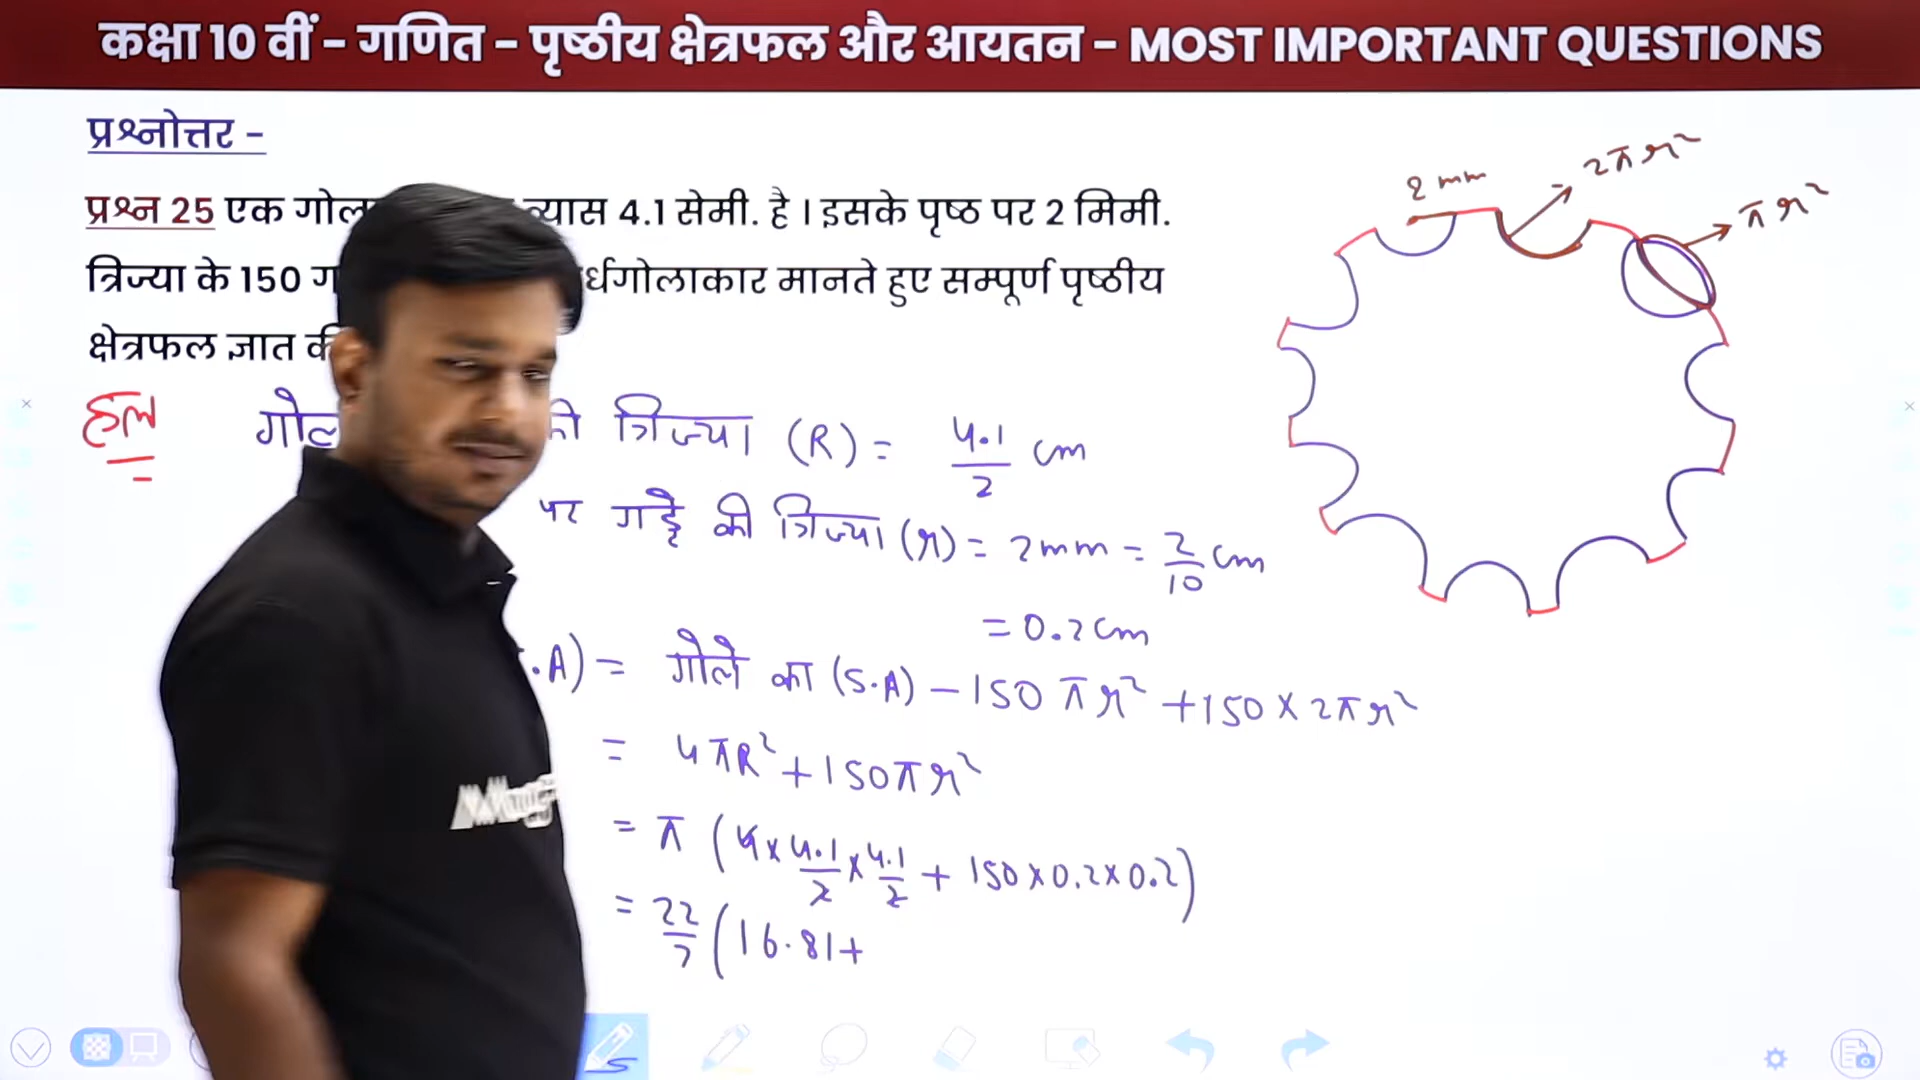 कक्षा 10 वीं – गणित – पृष्ठीय क्षेत्रफल और आयतन – MOST IMPORTANT QUESTIONS
प्रश्नोत्तर –
प्रश्न 25 एक व्यास 4.1 सेमी. है । इसके पृष्ठ पर 2 मिमी.
त्रिज्या के 150 मानते हुए सम्पूर्ण पृष्ठीय
क्षेत्रफल ज्ञात
2 mm
2πr²
πr²
हल
त्रिज्या (R) = 4.1/2 cm
पर गड्ढे की त्रिज्या (r) = 2mm = 2/10 cm
= 0.2cm
.A) = गोले का (S.A) – 150 πr² + 150 × 2πr²
= 4πR² + 150πr²
= π (4 × 4.1/2 × 4.1/2 + 150 × 0.2 × 0.2)
= 22/7 (16.81+